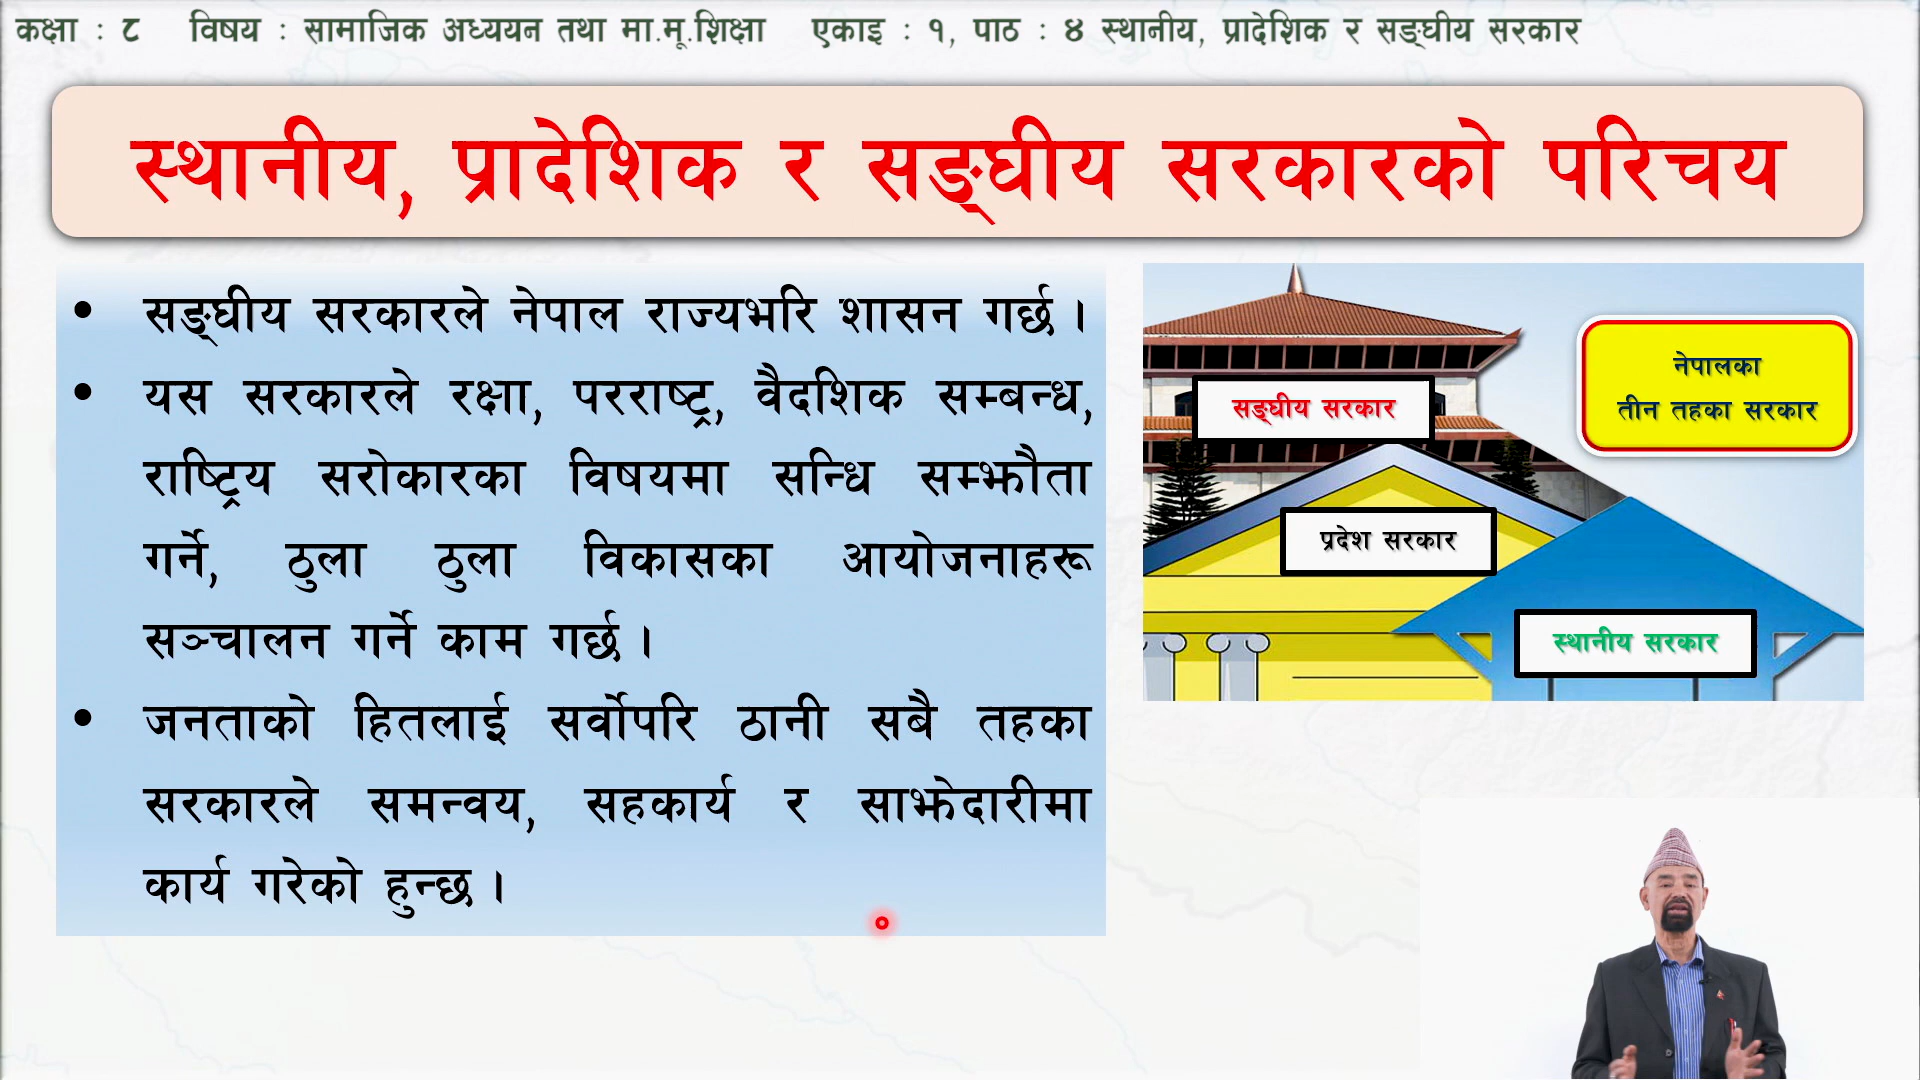 कक्षा : ८ विषय : सामाजिक अध्ययन तथा मा.मू.शिक्षा एकाइ : १, पाठ : ४ स्थानीय, प्रादेशिक र सङ्घीय सरकार
स्थानीय, प्रादेशिक र सङ्घीय सरकारको परिचय
• सङ्घीय सरकारले नेपाल राज्यभरि शासन गर्छ ।
• यस सरकारले रक्षा, परराष्ट्र, वैदशिक सम्बन्ध,
राष्ट्रिय सरोकारका विषयमा सन्धि सम्झौता
गर्ने, ठुला ठुला विकासका आयोजनाहरू
सञ्चालन गर्ने काम गर्छ ।
• जनताको हितलाई सर्वोपरि ठानी सबै तहका
सरकारले समन्वय, सहकार्य र साझेदारीमा
कार्य गरेको हुन्छ ।
नेपालका
तीन तहका सरकार
सङ्घीय सरकार
प्रदेश सरकार
स्थानीय सरकार